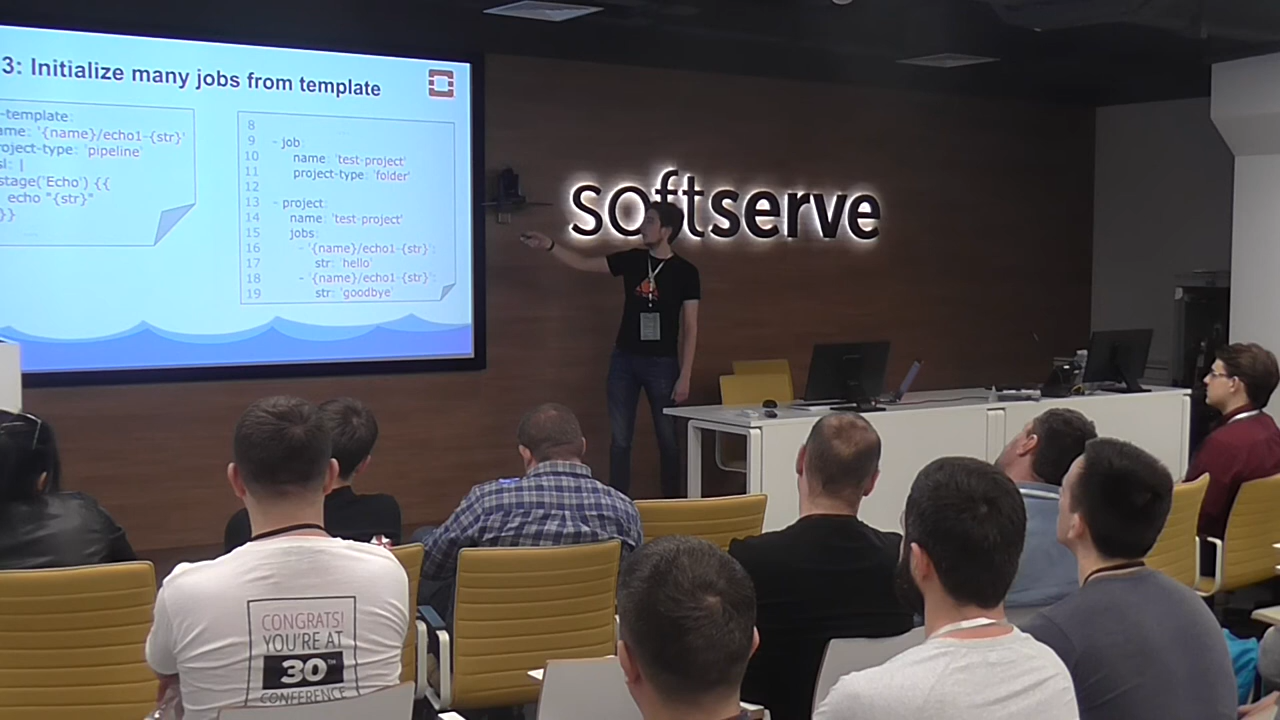 3: Initialize many jobs from template
-template:
ame: '{name}/echo1-{str}'
oject-type: 'pipeline'
sl: |
stage('Echo') {{
echo "{str}"
}}
8
9 - job:
10 name: 'test-project'
11 project-type: 'folder'
12
13 - project:
14 name: 'test-project'
15 jobs:
16 - '{name}/echo1-{str}':
17 str: 'hello'
18 - '{name}/echo1-{str}':
19 str: 'goodbye'
softserve
CONGRATS!
YOU'RE AT
30TH
CONFERENCE